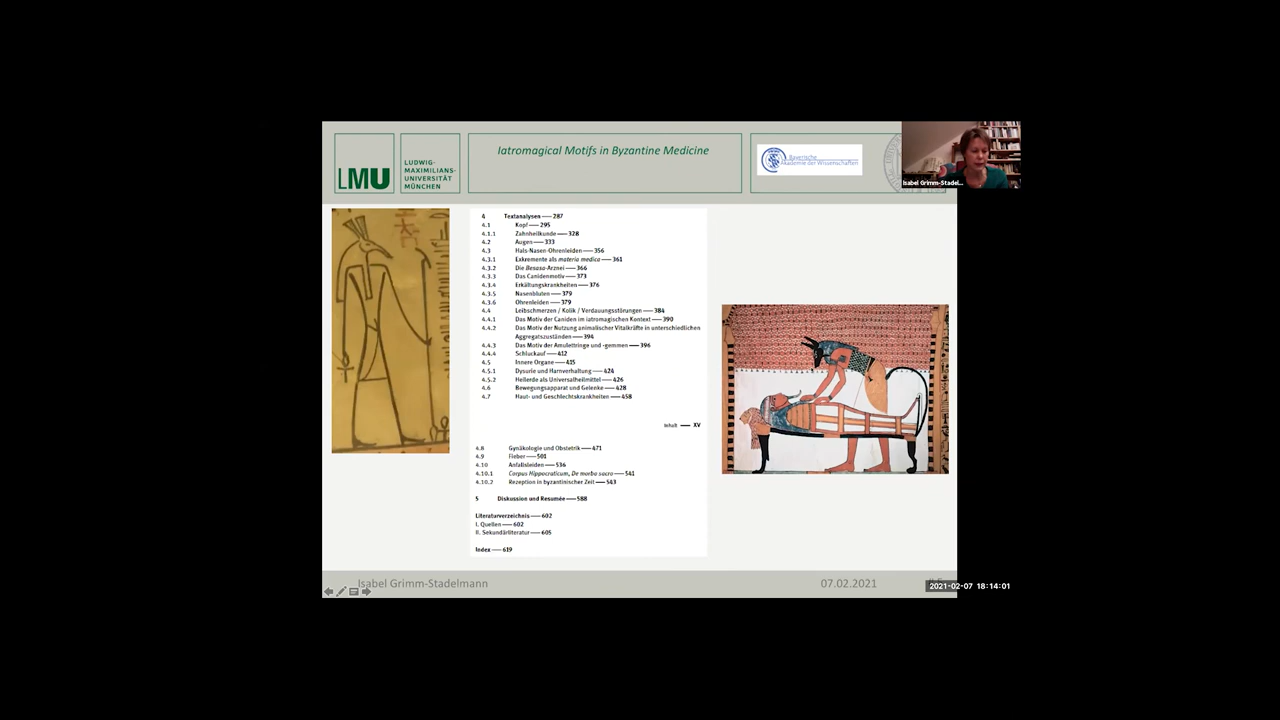 LMU
LUDWIG-
MAXIMILIANS-
UNIVERSITÄT
MÜNCHEN
Iatromagical Motifs in Byzantine Medicine
Bayerische
Akademie der Wissenschaften
Isabel Grimm-Stadel...
4 Textanalysen — 287
4.1 Kopf — 295
4.1.1 Zahnheilkunde — 328
4.2 Augen — 333
4.3 Hals-Nasen-Ohrenleiden — 356
4.3.1 Exkremente als materia medica — 361
4.3.2 Die Besasa-Arznei — 366
4.3.3 Das Canidenmotiv — 373
4.3.4 Erkältungskrankheiten — 376
4.3.5 Nasenbluten — 379
4.3.6 Ohrenleiden — 379
4.4 Leibschmerzen / Kolik / Verdauungsstörungen — 384
4.4.1 Das Motiv der Caniden im iatromagischen Kontext — 390
4.4.2 Das Motiv der Nutzung animalischer Vitalkräfte in unterschiedlichen
Aggregatszuständen — 394
4.4.3 Das Motiv der Amulettringe und -gemmen — 396
4.4.4 Schluckauf — 412
4.5 Innere Organe — 415
4.5.1 Dysurie und Harnverhaltung — 424
4.5.2 Heilerde als Universalheilmittel — 426
4.6 Bewegungsapparat und Gelenke — 428
4.7 Haut- und Geschlechtskrankheiten — 458
Inhalt — XV
4.8 Gynäkologie und Obstetrik — 471
4.9 Fieber — 501
4.10 Anfallsleiden — 536
4.10.1 Corpus Hippocraticum, De morbo sacro — 541
4.10.2 Rezeption in byzantinischer Zeit — 543
5 Diskussion und Resumée — 588
Literaturverzeichnis — 602
I. Quellen — 602
II. Sekundärliteratur — 605
Index — 619
Isabel Grimm-Stadelmann
07.02.2021
2021-02-07 18:14:01